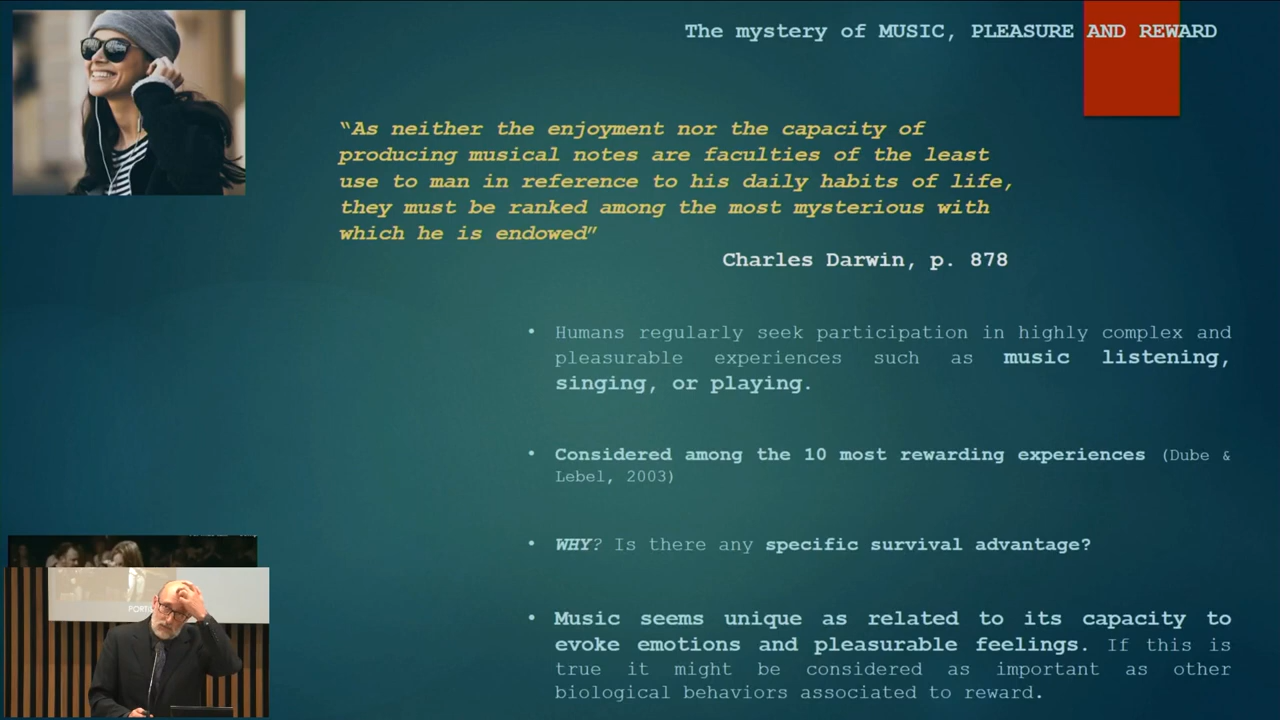 The mystery of MUSIC, PLEASURE AND REWARD
“As neither the enjoyment nor the capacity of
producing musical notes are faculties of the least
use to man in reference to his daily habits of life,
they must be ranked among the most mysterious with
which he is endowed”
Charles Darwin, p. 878
• Humans regularly seek participation in highly complex and
pleasurable experiences such as music listening,
singing, or playing.
• Considered among the 10 most rewarding experiences (Dube &
Lebel, 2003)
• WHY? Is there any specific survival advantage?
• Music seems unique as related to its capacity to
evoke emotions and pleasurable feelings. If this is
true it might be considered as important as other
biological behaviors associated to reward.